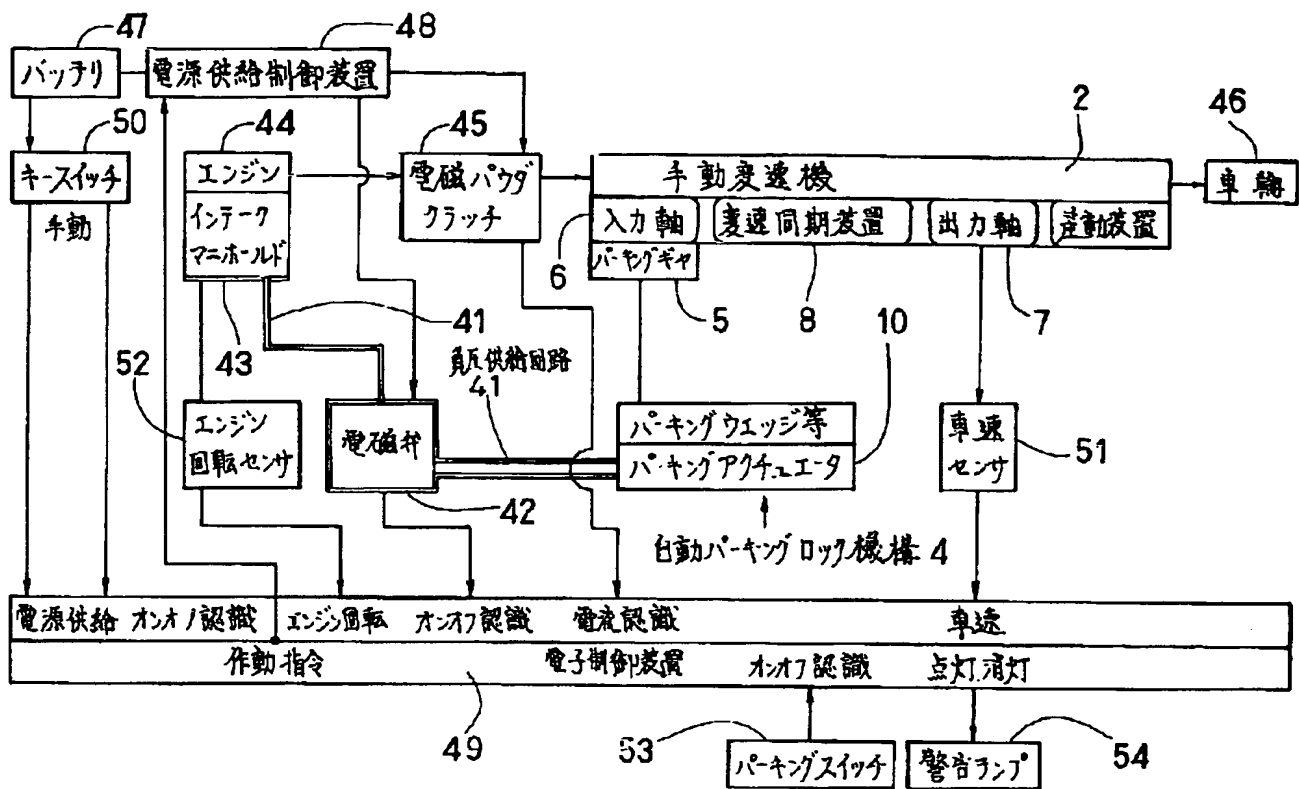 47
48
バッテリ
電源供給制御装置
50
44
45
2
46
キースイッチ
手動
エンジン
インテーク
マニホールド
電磁パウダ
クラッチ
手動変速機
車輪
入力軸
変速同期装置
出力軸
差動装置
パーキングギヤ
6
5
8
7
10
43
41
負圧供給回路
41
52
エンジン
回転センサ
電磁弁
42
パーキングウエッジ等
パーキングアクチュエータ
車速
センサ
51
自動パーキングロック機構 4
電源供給 オンオフ認識 エンジン回転 オンオフ認識 電流認識 車速
作動指令 電子制御装置 オンオフ認識 点灯.消灯
49
53
パーキングスイッチ
警告ランプ
54